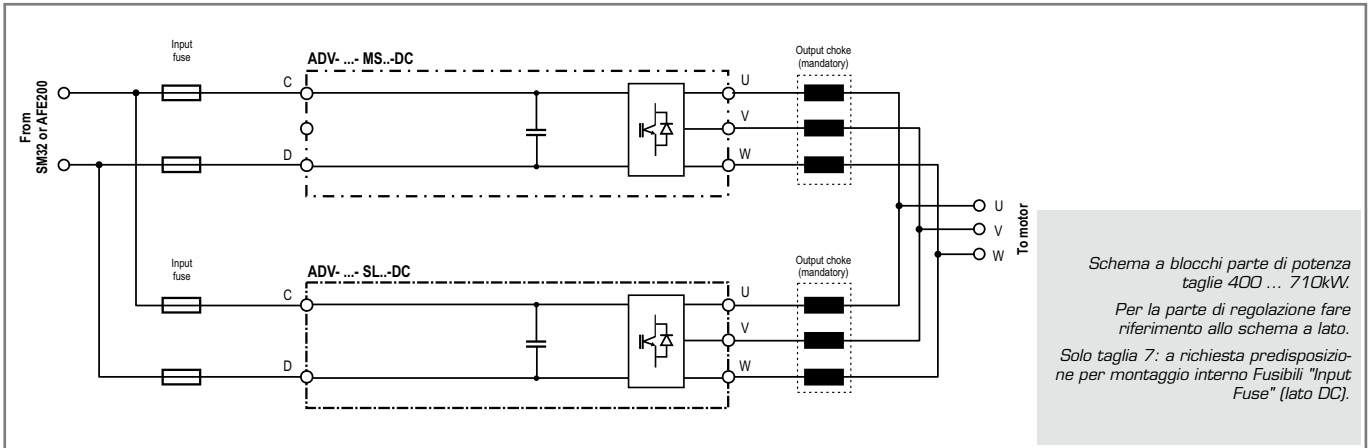 Input
fuse
ADV- ...- MS..-DC
Output choke
(mandatory)
C
U
V
D
W
From
SM32 or AFE200
U
V
W
To motor
Input
fuse
ADV- ...- SL..-DC
Output choke
(mandatory)
C
U
V
D
W
Schema a blocchi parte di potenza
taglie 400 ... 710kW.
Per la parte di regolazione fare
riferimento allo schema a lato.
Solo taglia 7: a richiesta predisposizio-
ne per montaggio interno Fusibili "Input
Fuse" (lato DC).